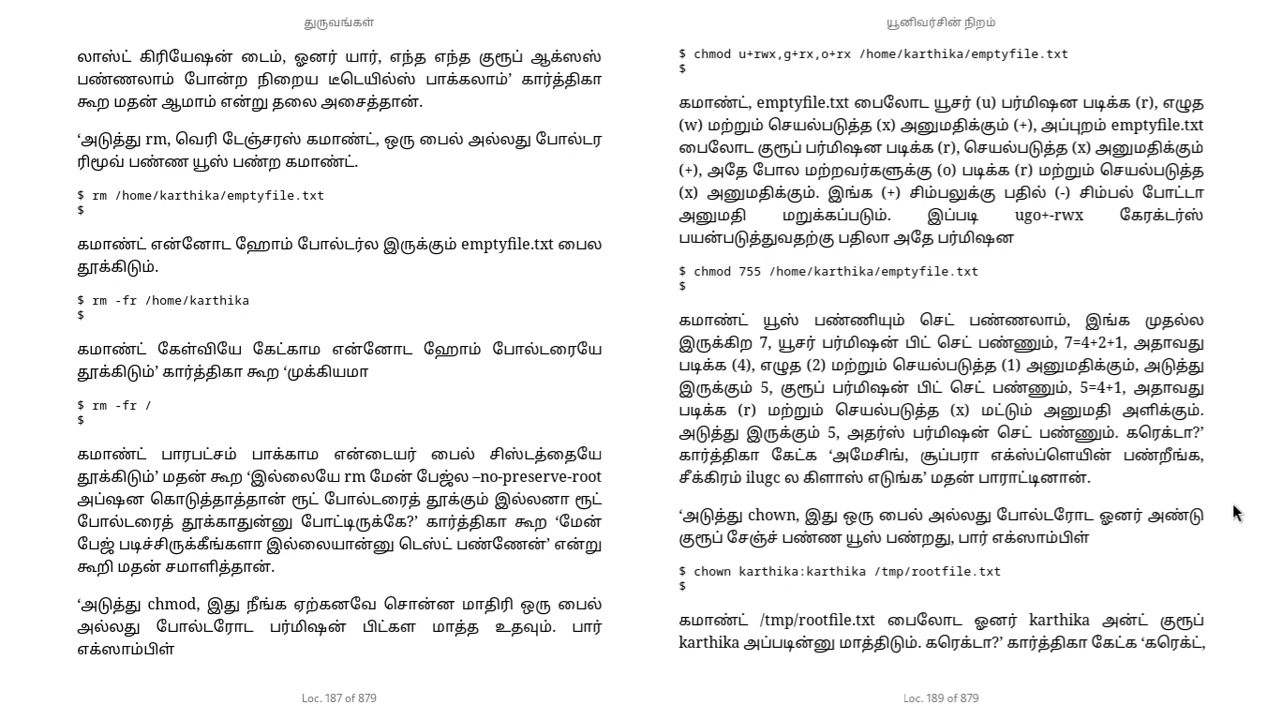 துருவங்கள்
லாஸ்ட் கிரியேஷன் டைம், ஓனர் யார், எந்த எந்த குரூப் ஆக்ஸஸ்
பண்ணலாம் போன்ற நிறைய டீடெயில்ஸ் பாக்கலாம்’ கார்த்திகா
கூற மதன் ஆமாம் என்று தலை அசைத்தான்.
‘அடுத்து rm, வெரி டேஞ்சரஸ் கமாண்ட், ஒரு பைல் அல்லது போல்டர
ரிமூவ் பண்ண யூஸ் பண்ற கமாண்ட்.
$ rm /home/karthika/emptyfile.txt
$
கமாண்ட் என்னோட ஹோம் போல்டர்ல இருக்கும் emptyfile.txt பைல
தூக்கிடும்.
$ rm -fr /home/karthika
$
கமாண்ட் கேள்வியே கேட்காம என்னோட ஹோம் போல்டரையே
தூக்கிடும்’ கார்த்திகா கூற ‘முக்கியமா
$ rm -fr /
$
கமாண்ட் பாரபட்சம் பாக்காம என்டையர் பைல் சிஸ்டத்தையே
தூக்கிடும்’ மதன் கூற ‘இல்லையே rm மேன் பேஜ்ல –no-preserve-root
அப்ஷன கொடுத்தாத்தான் ரூட் போல்டரைத் தூக்கும் இல்லனா ரூட்
போல்டரைத் தூக்காதுன்னு போட்டிருக்கே?’ கார்த்திகா கூற ‘மேன்
பேஜ் படிச்சிருக்கீங்களா இல்லையான்னு டெஸ்ட் பண்ணேன்’ என்று
கூறி மதன் சமாளித்தான்.
‘அடுத்து chmod, இது நீங்க ஏற்கனவே சொன்ன மாதிரி ஒரு பைல்
அல்லது போல்டரோட பர்மிஷன் பிட்கள மாத்த உதவும். பார்
எக்ஸாம்பிள்
Loc. 187 of 879
யூனிவர்சின் நிறம்
$ chmod u+rwx,g+rx,o+rx /home/karthika/emptyfile.txt
$
கமாண்ட், emptyfile.txt பைலோட யூசர் (u) பர்மிஷன படிக்க (r), எழுத
(w) மற்றும் செயல்படுத்த (x) அனுமதிக்கும் (+), அப்புறம் emptyfile.txt
பைலோட குரூப் பர்மிஷன படிக்க (r), செயல்படுத்த (x) அனுமதிக்கும்
(+), அதே போல மற்றவர்களுக்கு (o) படிக்க (r) மற்றும் செயல்படுத்த
(x) அனுமதிக்கும். இங்க (+) சிம்பலுக்கு பதில் (-) சிம்பல் போட்டா
அனுமதி மறுக்கப்படும். இப்படி ugo+-rwx கேரக்டர்ஸ்
பயன்படுத்துவதற்கு பதிலா அதே பர்மிஷன
$ chmod 755 /home/karthika/emptyfile.txt
$
கமாண்ட் யூஸ் பண்ணியும் செட் பண்ணலாம், இங்க முதல்ல
இருக்கிற 7, யூசர் பர்மிஷன் பிட் செட் பண்ணும், 7=4+2+1, அதாவது
படிக்க (4), எழுத (2) மற்றும் செயல்படுத்த (1) அனுமதிக்கும், அடுத்து
இருக்கும் 5, குரூப் பர்மிஷன் பிட் செட் பண்ணும், 5=4+1, அதாவது
படிக்க (r) மற்றும் செயல்படுத்த (x) மட்டும் அனுமதி அளிக்கும்.
அடுத்து இருக்கும் 5, அதர்ஸ் பர்மிஷன் செட் பண்ணும். கரெக்டா?’
கார்த்திகா கேட்க ‘அமேசிங், சூப்பரா எக்ஸ்ப்ளெயின் பண்றீங்க,
சீக்கிரம் ilugc ல கிளாஸ் எடுங்க’ மதன் பாராட்டினான்.
‘அடுத்து chown, இது ஒரு பைல் அல்லது போல்டரோட ஓனர் அண்டு
குரூப் சேஞ்ச் பண்ண யூஸ் பண்றது, பார் எக்ஸாம்பிள்
$ chown karthika:karthika /tmp/rootfile.txt
$
கமாண்ட் /tmp/rootfile.txt பைலோட ஓனர் karthika அன்ட் குரூப்
karthika அப்படின்னு மாத்திடும். கரெக்டா?’ கார்த்திகா கேட்க ‘கரெக்ட்,
Loc. 189 of 879